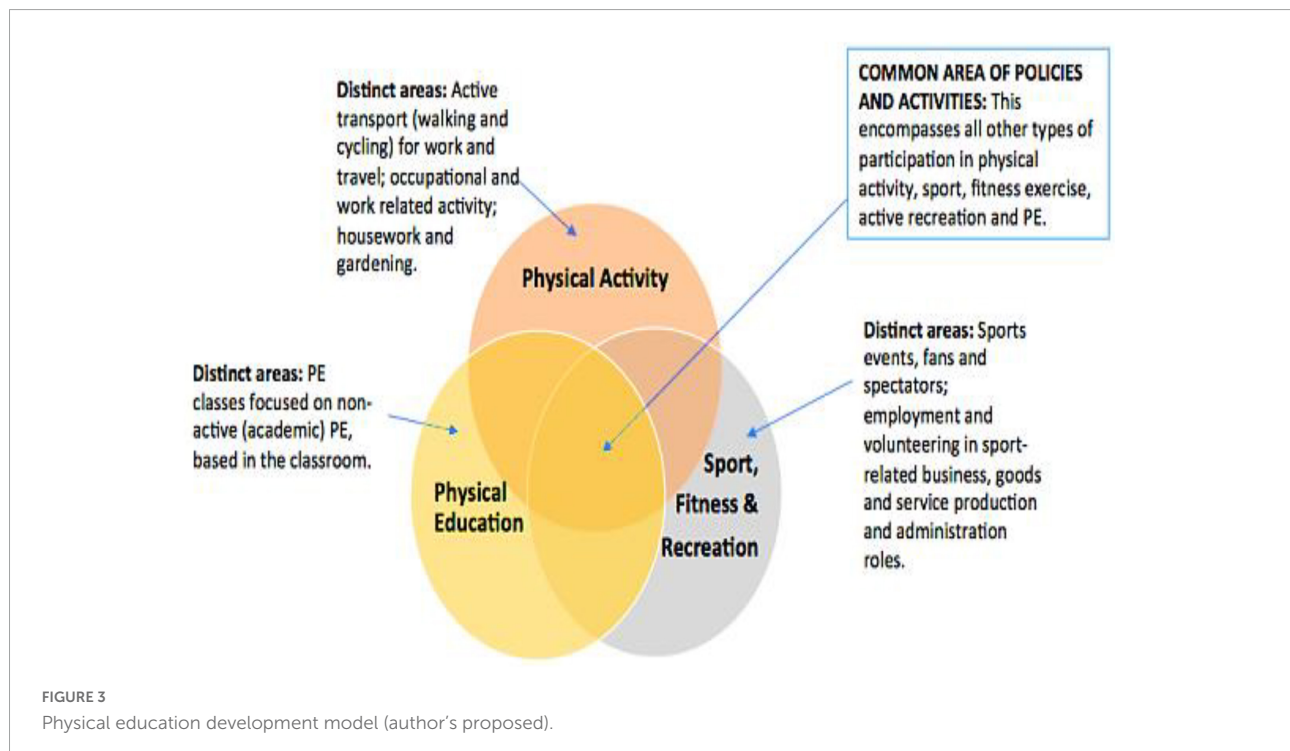 Distinct areas: Active
transport (walking and
cycling) for work and
travel; occupational and
work related activity;
housework and
gardening.
COMMON AREA OF POLICIES
AND ACTIVITIES: This
encompasses all other types of
participation in physical
activity, sport, fitness exercise,
active recreation and PE.
Physical Activity
Distinct areas: PE
classes focused on non-
active (academic) PE,
based in the classroom.
Physical
Education
Sport,
Fitness &
Recreation
Distinct areas: Sports
events, fans and
spectators;
employment and
volunteering in sport-
related business, goods
and service production
and administration
roles.
FIGURE 3
Physical education development model (author's proposed).